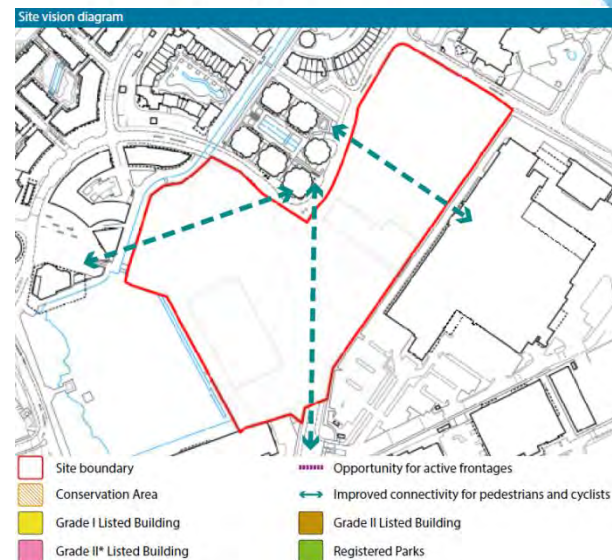 Site vision diagram
Site boundary
Opportunity for active frontages
Conservation Area
Improved connectivity for pedestrians and cyclists
Grade I Listed Building
Grade II Listed Building
Grade II* Listed Building
Registered Parks